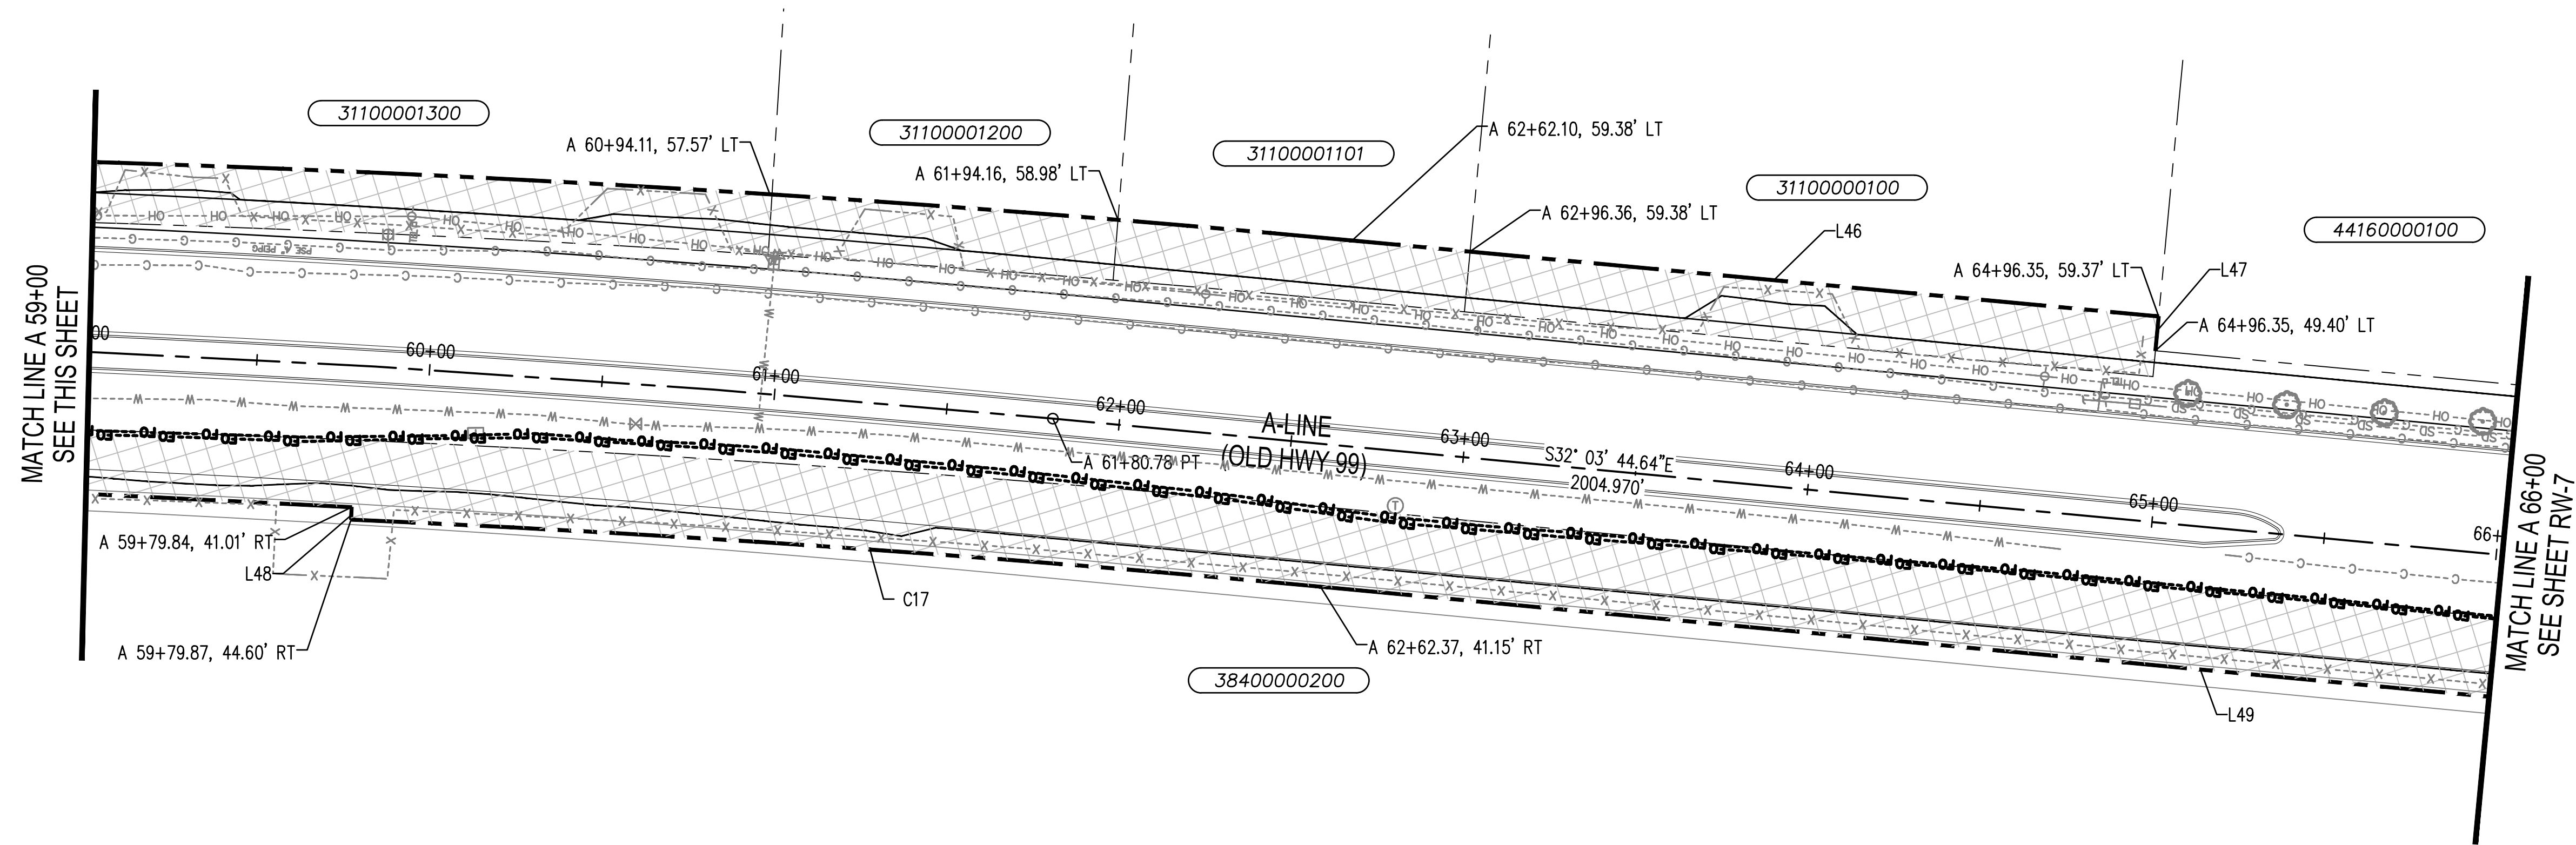 MATCH LINE A 59+00
SEE THIS SHEET
31100001300
A 60+94.11, 57.57' LT
31100001200
A 61+94.16, 58.98' LT
31100001101
A 62+62.10, 59.38' LT
A 62+96.36, 59.38' LT
31100000100
L46
A 64+96.35, 59.37' LT
44160000100
L47
A 64+96.35, 49.40' LT
00
60+00
61+00
62+00
A-LINE
(OLD HWY 99)
63+00
S32° 03' 44.64"E
2004.970'
64+00
65+00
66+
A 61+80.78 PT
A 59+79.84, 41.01' RT
L48
A 59+79.87, 44.60' RT
C17
A 62+62.37, 41.15' RT
38400000200
L49
MATCH LINE A 66+00
SEE SHEET RW-7